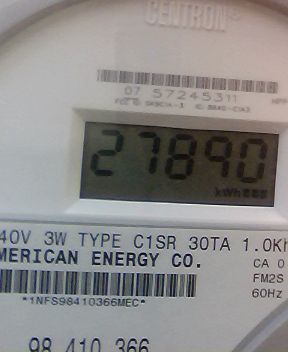 CENTRON
07 57245311
27890
kWh
40V 3W TYPE C1SR 30TA 1.0Kh
MERICAN ENERGY CO.
CA 0
FM2S
60Hz
*1NFS98410366MEC*
98 410 366